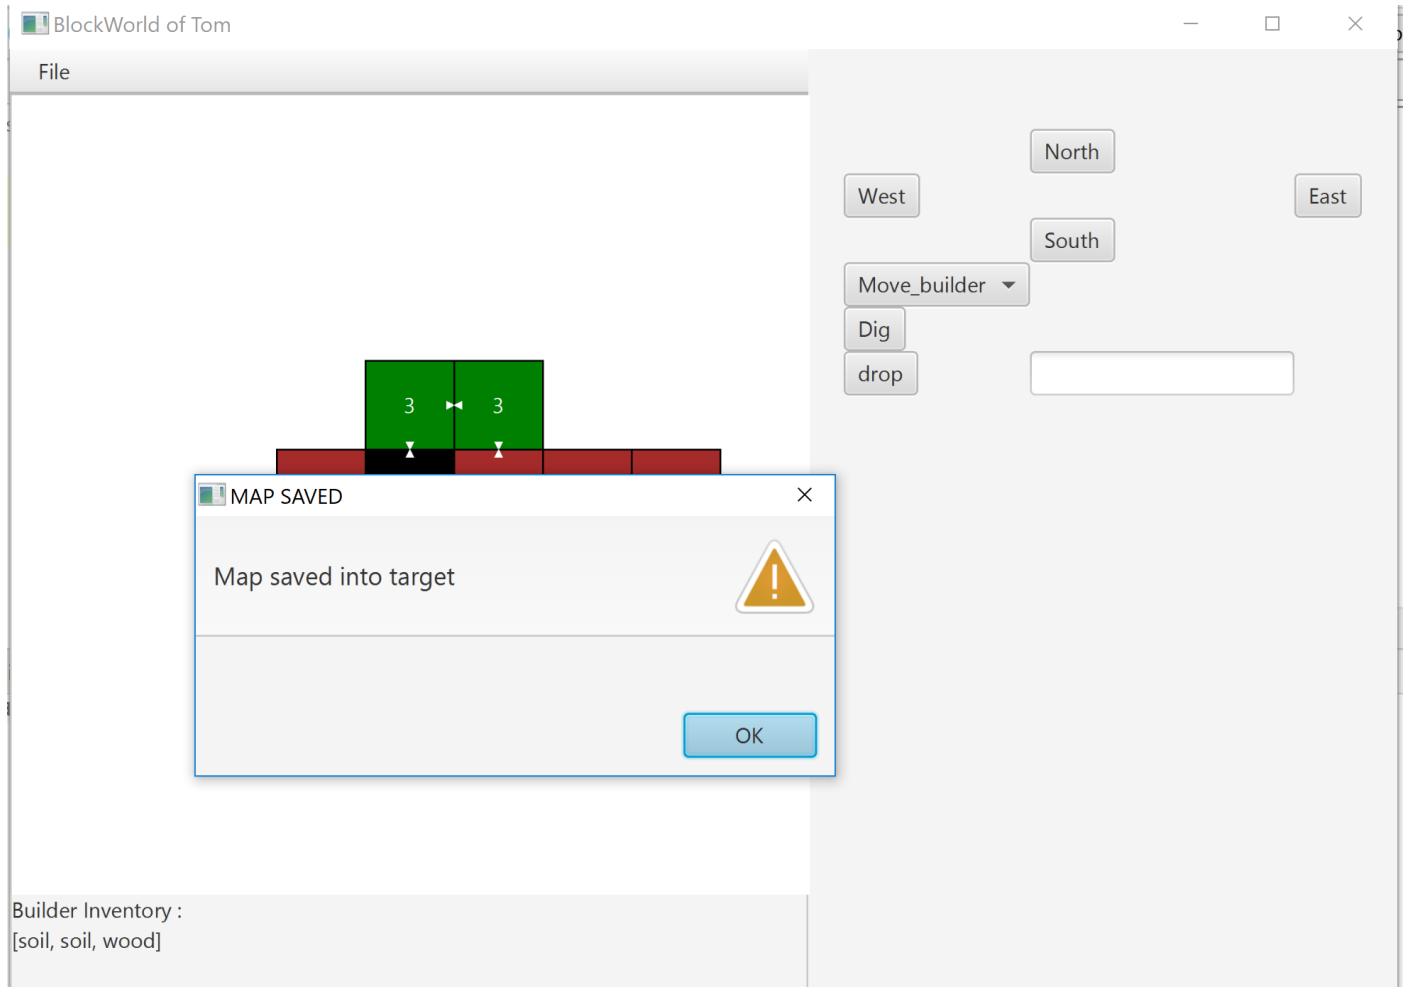 BlockWorld of Tom
File
North
West
East
South
Move_builder
Dig
drop
3 3
MAP SAVED
Map saved into target
OK
Builder Inventory :
[soil, soil, wood]